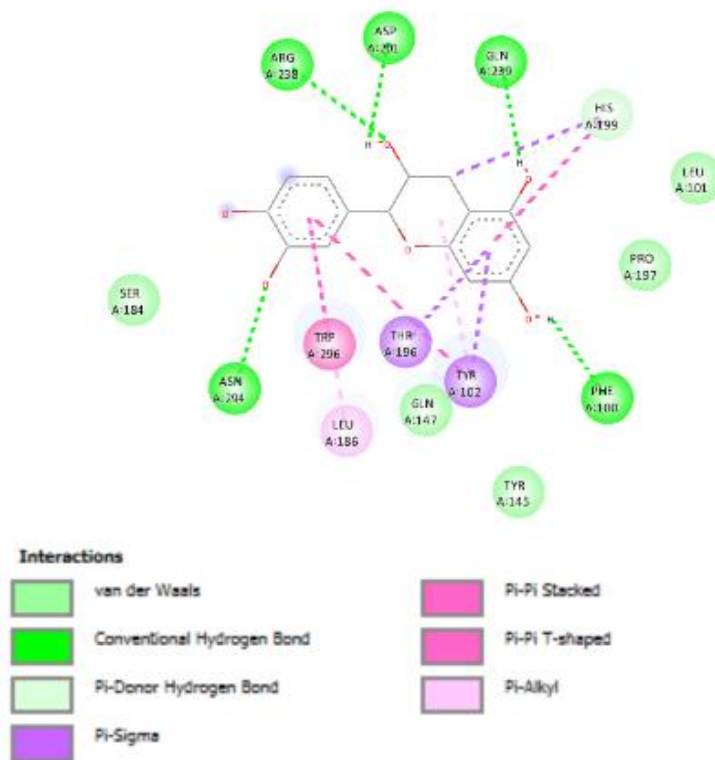 ASP
A:201
ARG
A:238
GLN
A:239
HIS
A:199
LEU
A:101
PRO
A:197
SER
A:184
TRP
A:296
THR
A:196
TYR
A:102
ASN
A:294
LEU
A:186
GLN
A:147
PHE
A:100
TYR
A:145
H
O
H
O
O
O
O
O
H
Interactions
van der Waals
Conventional Hydrogen Bond
Pi-Donor Hydrogen Bond
Pi-Sigma
Pi-Pi Stacked
Pi-Pi T-shaped
Pi-Alkyl